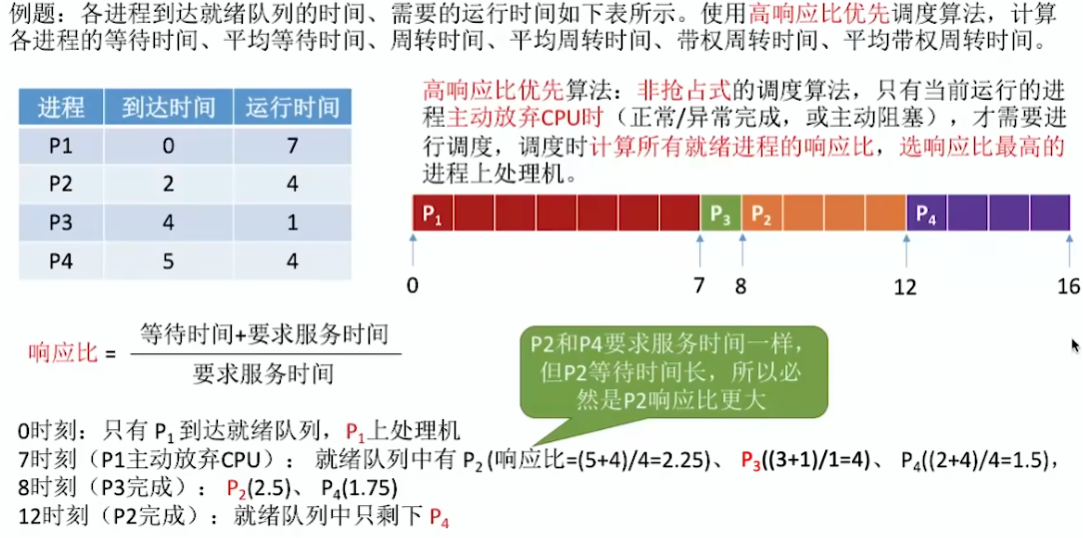 例题：各进程到达就绪队列的时间、需要的运行时间如下表所示。使用高响应比优先调度算法，计算
各进程的等待时间、平均等待时间、周转时间、平均周转时间、带权周转时间、平均带权周转时间。
进程 到达时间 运行时间
P1 0 7
P2 2 4
P3 4 1
P4 5 4
高响应比优先算法：非抢占式的调度算法，只有当前运行的进
程主动放弃CPU时（正常/异常完成，或主动阻塞），才需要进
行调度，调度时计算所有就绪进程的响应比，选响应比最高的
进程上处理机。
P1 P3 P2 P4
0 7 8 12 16
等待时间+要求服务时间
响应比 =
要求服务时间
P2和P4要求服务时间一样，
但P2等待时间长，所以必
然是P2响应比更大
0时刻：只有 P1 到达就绪队列，P1上处理机
7时刻（P1主动放弃CPU）： 就绪队列中有 P2 (响应比=(5+4)/4=2.25)、 P3((3+1)/1=4)、 P4((2+4)/4=1.5)，
8时刻（P3完成）： P2(2.5)、 P4(1.75)
12时刻（P2完成）：就绪队列中只剩下 P4